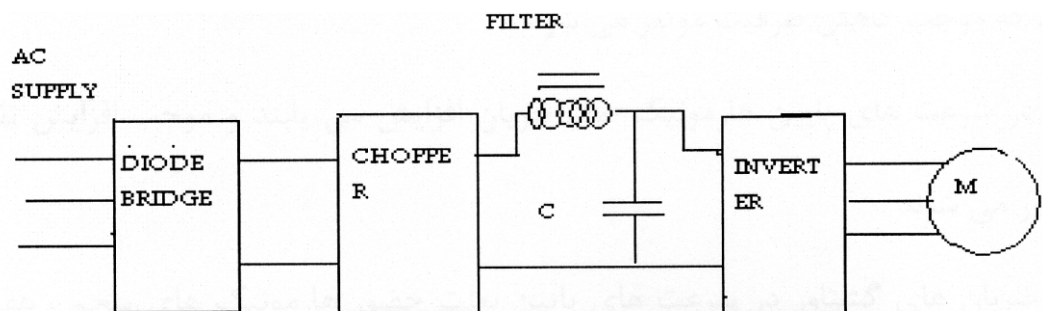 FILTER
AC
SUPPLY
DIODE
BRIDGE
CHOPPE
R
C
INVERT
ER
M